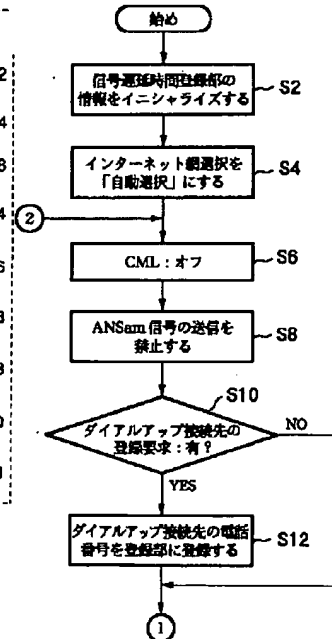 始め
信号遅延時間登録部の
情報をイニシャライズする
S2
インターネット網選択を
「自動選択」にする
S4
2
CML:オフ
S6
ANSam信号の送信を
禁止する
S8
S10
ダイアルアップ接続先の
登録要求:有?
NO
YES
ダイアルアップ接続先の電話
番号を登録部に登録する
S12
1